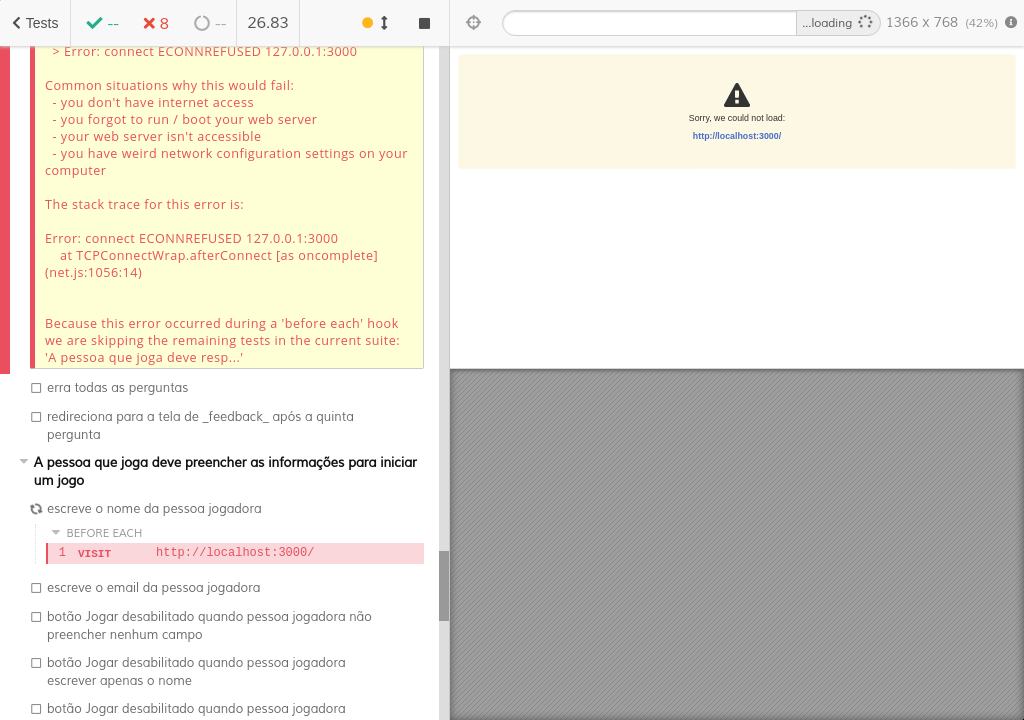 Tests
--
8
--
26.83
...loading
1366 x 768 (42%)
> Error: connect ECONNREFUSED 127.0.0.1:3000
Common situations why this would fail:
- you don't have internet access
- you forgot to run / boot your web server
- your web server isn't accessible
- you have weird network configuration settings on your
computer
The stack trace for this error is:
Error: connect ECONNREFUSED 127.0.0.1:3000
at TCPConnectWrap.afterConnect [as oncomplete]
(net.js:1056:14)
Because this error occurred during a 'before each' hook
we are skipping the remaining tests in the current suite:
'A pessoa que joga deve resp...'
erra todas as perguntas
redireciona para a tela de _feedback_ após a quinta
pergunta
A pessoa que joga deve preencher as informações para iniciar
um jogo
escreve o nome da pessoa jogadora
BEFORE EACH
1 VISIT http://localhost:3000/
escreve o email da pessoa jogadora
botão Jogar desabilitado quando pessoa jogadora não
preencher nenhum campo
botão Jogar desabilitado quando pessoa jogadora
escrever apenas o nome
botão Jogar desabilitado quando pessoa jogadora
Sorry, we could not load:
http://localhost:3000/